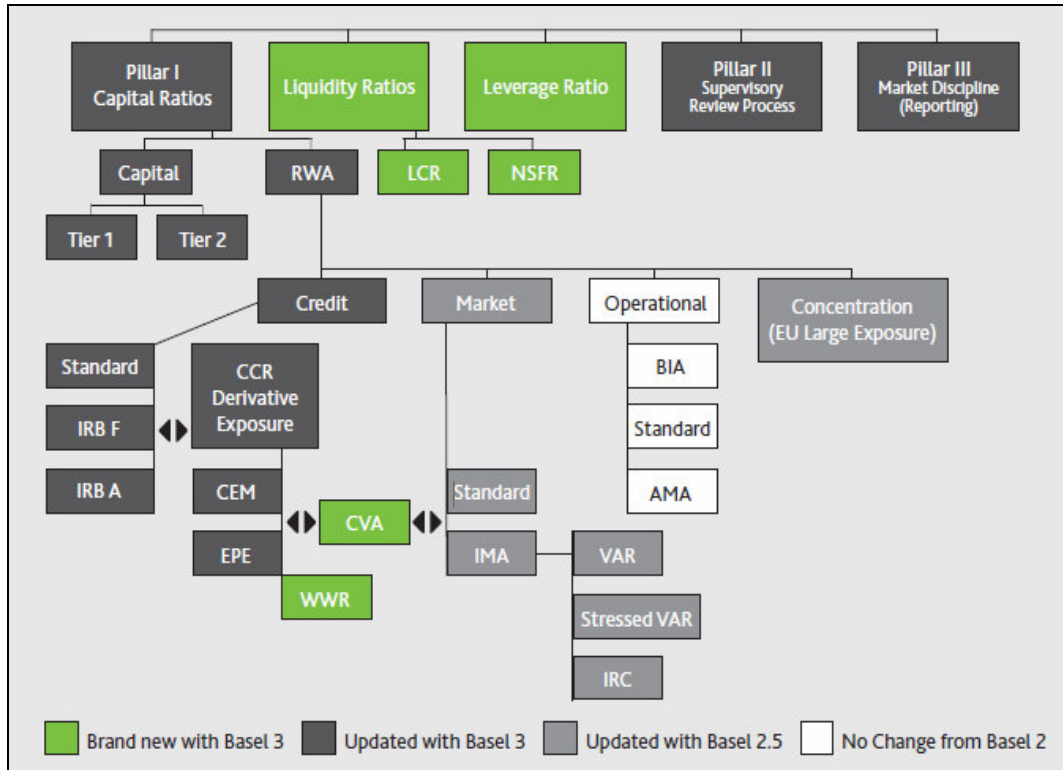 Pillar I
Capital Ratios
Liquidity Ratios
Leverage Ratio
Pillar II
Supervisory
Review Process
Pillar III
Market Discipline
(Reporting)
Capital
RWA
LCR
NSFR
Tier 1
Tier 2
Credit
Market
Operational
Concentration
(EU Large Exposure)
Standard
IRB F
IRB A
CCR
Derivative
Exposure
CEM
EPE
CVA
WWR
Standard
IMA
VAR
Stressed VAR
IRC
BIA
Standard
AMA
Brand new with Basel 3
Updated with Basel 3
Updated with Basel 2.5
No Change from Basel 2